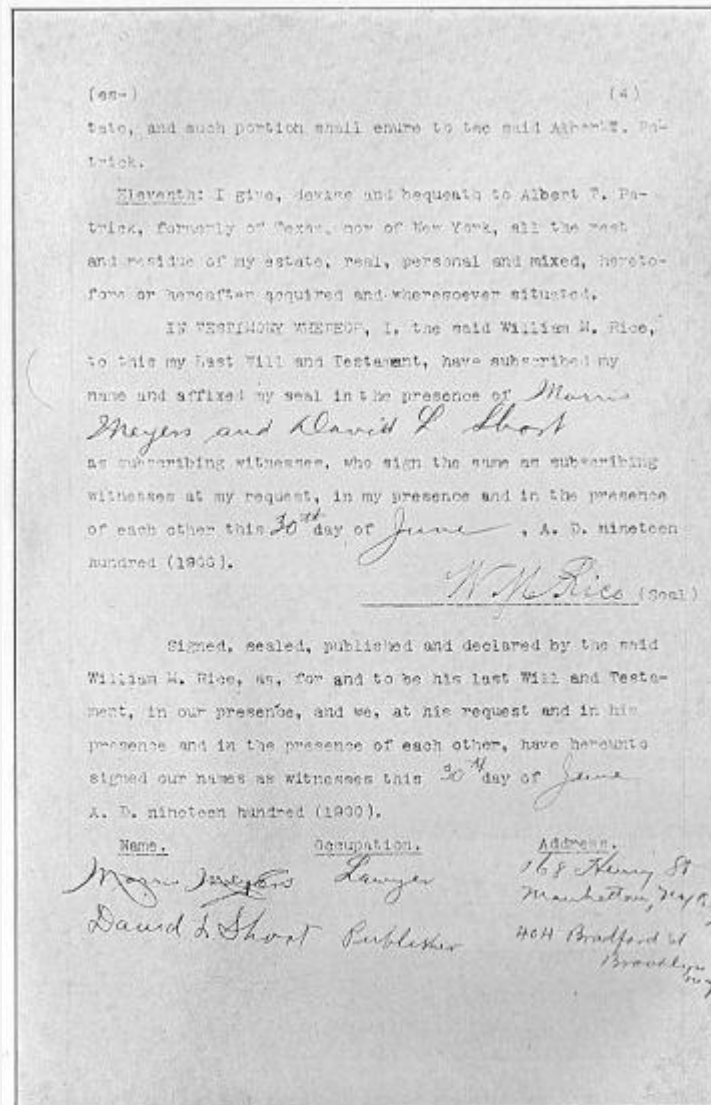 (es-) (4)
tate, and such portion shall enure to tee said Albert T. Pa-
trick.
Eleventh: I give, devise and bequeath to Albert T. Pa-
trick, formerly of Texas, now of New York, all the rest
and residue of my estate, real, personal and mixed, hereto-
fore or hereafter acquired and wheresoever situated.
IN TESTIMONY WHEREOF, I, the said William M. Rice,
to this my Last Will and Testament, have subscribed my
name and affixed my seal in the presence of Morris
Meyers and David L Short
as subscribing witnesses, who sign the same as subscribing
witnesses at my request, in my presence and in the presence
of each other this 30th day of June , A. D. nineteen
hundred (1900).
W M Rice (Seal)
Signed, sealed, published and declared by the said
William M. Rice, as, for and to be his last Will and Testa-
ment, in our presence, and we, at his request and in his
presence and in the presence of each other, have hereunto
signed our names as witnesses this 30th day of June
A. D. nineteen hundred (1900).
Name. Occupation. Address.
Morris Meyers Lawyer 168 Henry St
Manhattan, N.Y.
David L Short Publisher 404 Bradford St
Brooklyn N.Y.